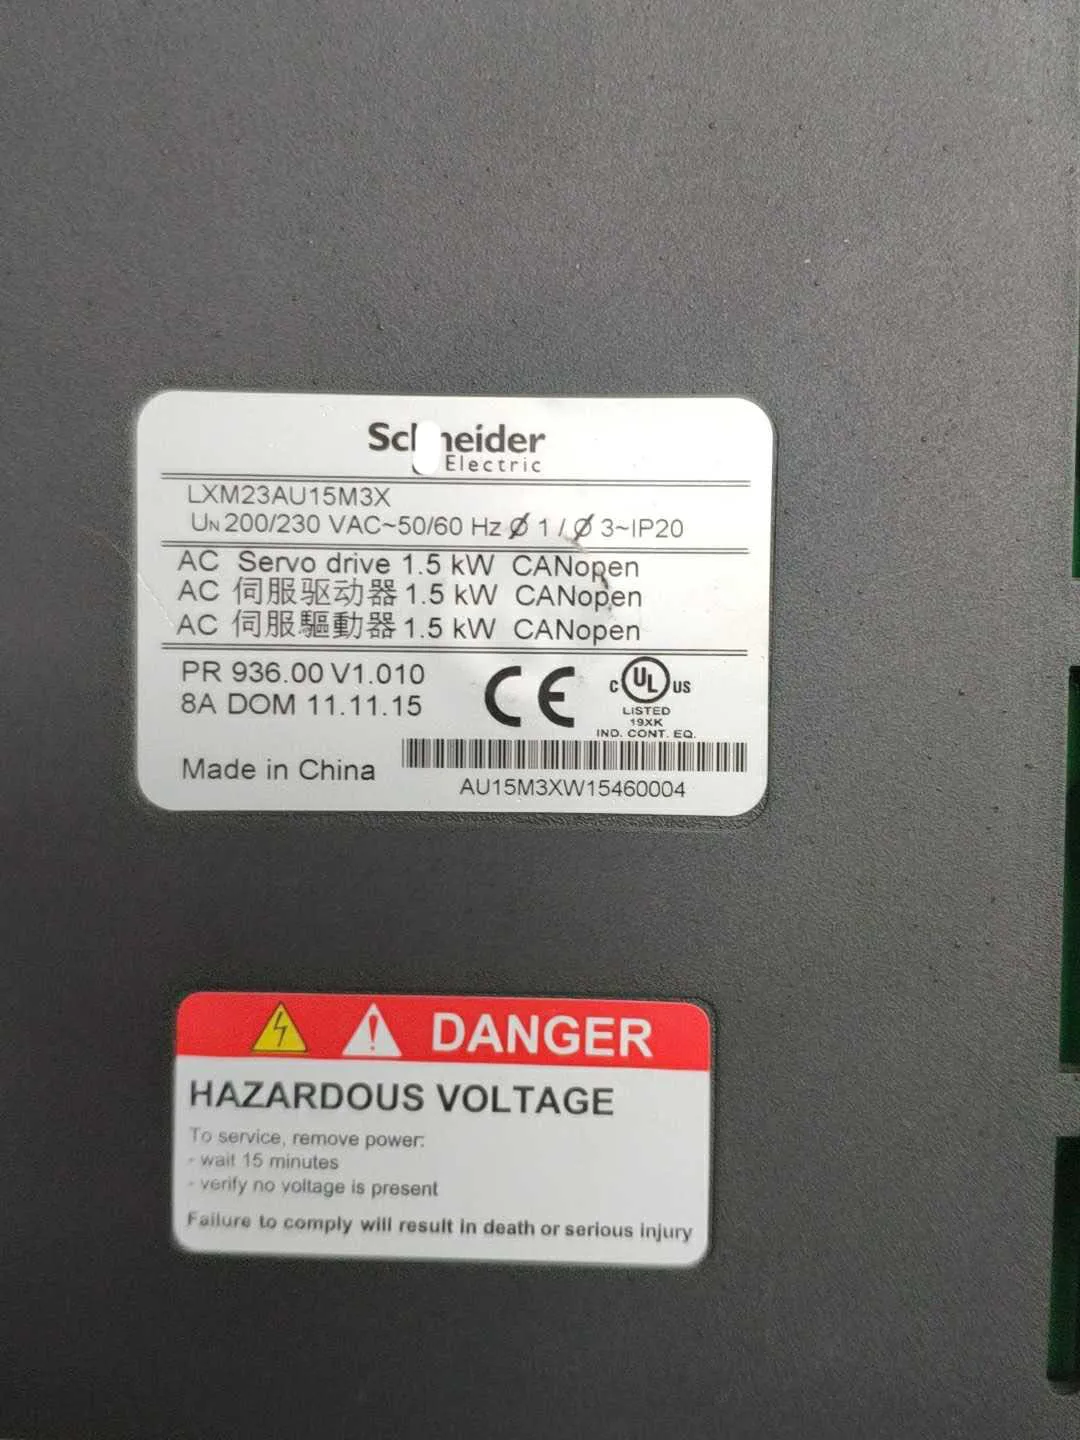 Schneider
Electric
LXM23AU15M3X
UN 200/230 VAC~50/60 Hz Ø 1 / Ø 3~IP20
AC Servo drive 1.5 kW CANopen
AC 伺服驱动器 1.5 kW CANopen
AC 伺服驅動器 1.5 kW CANopen
PR 936.00 V1.010
8A DOM 11.11.15
CE
C UL US
LISTED
19XK
IND. CONT. EQ.
Made in China
AU15M3XW15460004
DANGER
HAZARDOUS VOLTAGE
To service, remove power:
- wait 15 minutes
- verify no voltage is present
Failure to comply will result in death or serious injury